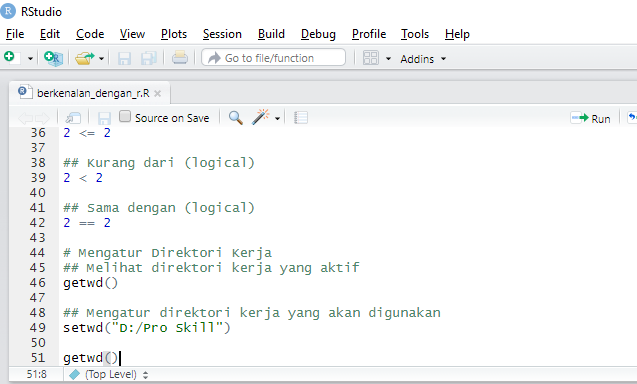 RStudio
File Edit Code View Plots Session Build Debug Profile Tools Help
Go to file/function Addins
berkenalan_dengan_r.R
Source on Save Run
36 2 <= 2
37
38 ## Kurang dari (logical)
39 2 < 2
40
41 ## Sama dengan (logical)
42 2 == 2
43
44 # Mengatur Direktori Kerja
45 ## Melihat direktori kerja yang aktif
46 getwd()
47
48 ## Mengatur direktori kerja yang akan digunakan
49 setwd("D:/Pro Skill")
50
51 getwd()
51:8 (Top Level)